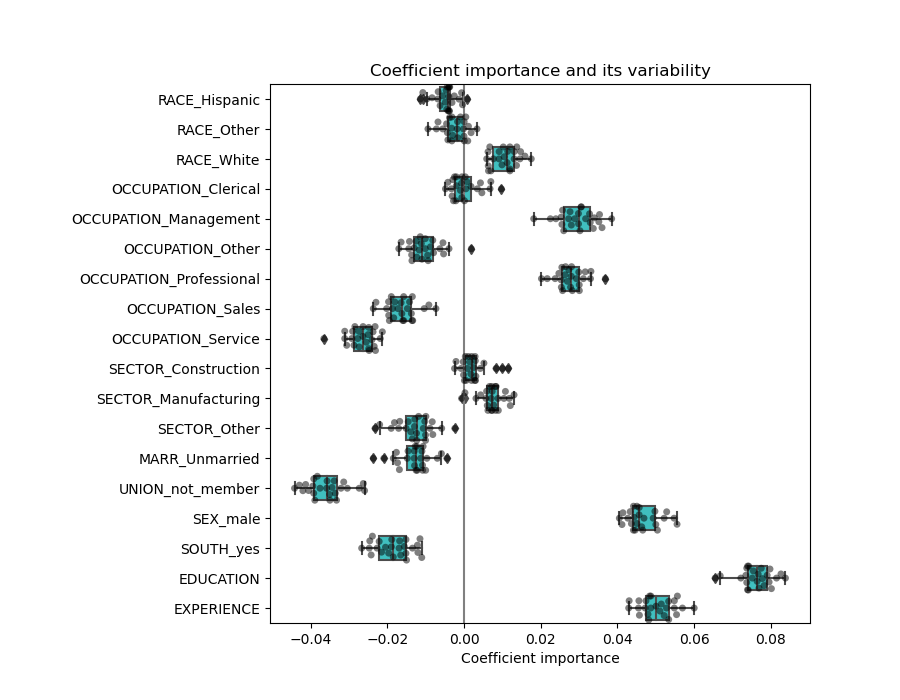 Coefficient importance and its variability
RACE_Hispanic
RACE_Other
RACE_White
OCCUPATION_Clerical
OCCUPATION_Management
OCCUPATION_Other
OCCUPATION_Professional
OCCUPATION_Sales
OCCUPATION_Service
SECTOR_Construction
SECTOR_Manufacturing
SECTOR_Other
MARR_Unmarried
UNION_not_member
SEX_male
SOUTH_yes
EDUCATION
EXPERIENCE
−0.04 −0.02 0.00 0.02 0.04 0.06 0.08
Coefficient importance